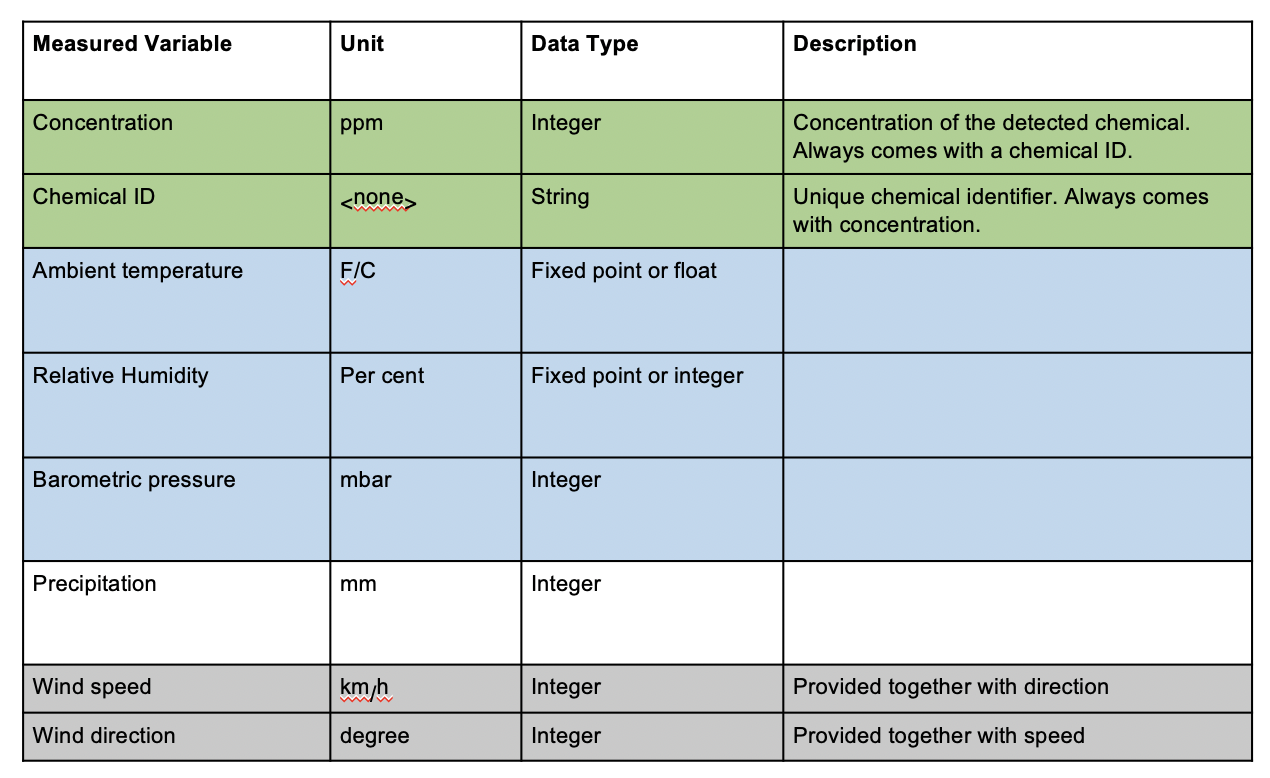 Measured Variable Unit Data Type Description
Concentration ppm Integer Concentration of the detected chemical.
Always comes with a chemical ID.
Chemical ID <none> String Unique chemical identifier. Always comes
with concentration.
Ambient temperature F/C Fixed point or float
Relative Humidity Per cent Fixed point or integer
Barometric pressure mbar Integer
Precipitation mm Integer
Wind speed km/h Integer Provided together with direction
Wind direction degree Integer Provided together with speed